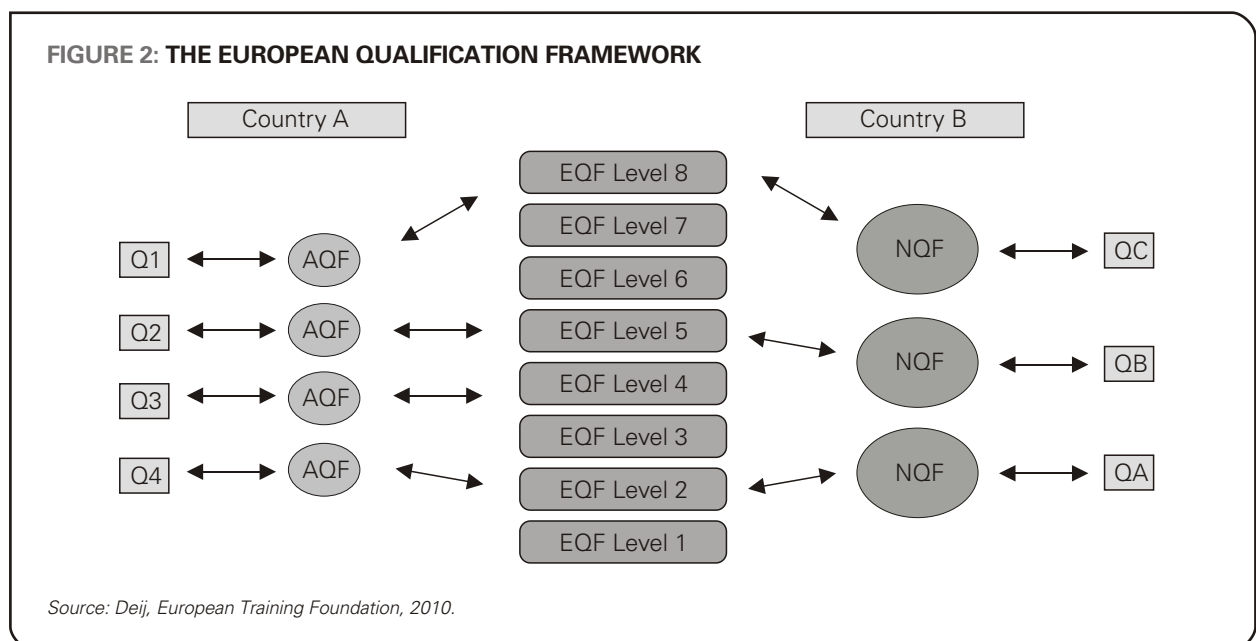 FIGURE 2: THE EUROPEAN QUALIFICATION FRAMEWORK
Country A
Country B
EQF Level 8
EQF Level 7
EQF Level 6
EQF Level 5
EQF Level 4
EQF Level 3
EQF Level 2
EQF Level 1
Q1 AQF
Q2 AQF
Q3 AQF
Q4 AQF
NQF QC
NQF QB
NQF QA
Source: Deij, European Training Foundation, 2010.